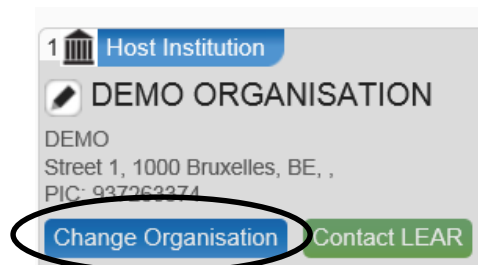 1 Host Institution
DEMO ORGANISATION
DEMO
Street 1, 1000 Bruxelles, BE, ,
PIC: 937263374
Change Organisation Contact LEAR